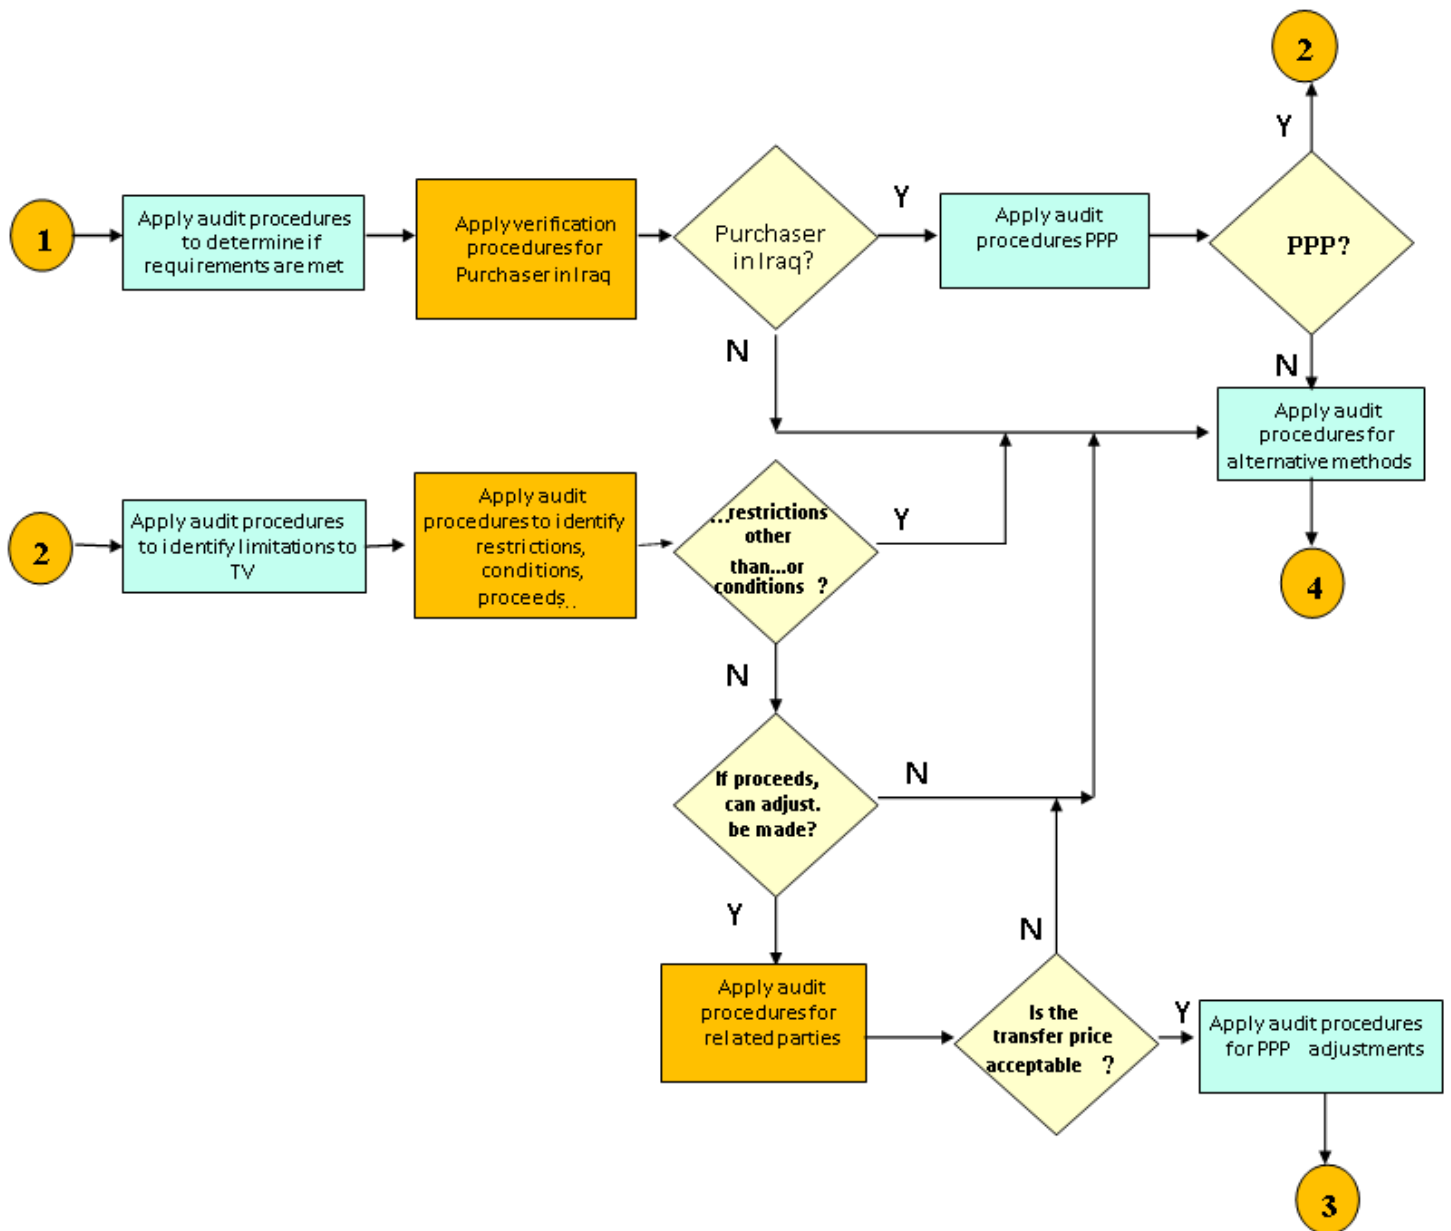 2
Y
1
Apply audit procedures
to determine if
requirements are met
Apply verification
procedures for
Purchaser in Iraq
Purchaser
in Iraq?
Y
Apply audit
procedures PPP
PPP?
N
N
Apply audit
procedures for
alternative methods
2
Apply audit procedures
to identify limitations to
TV
Apply audit
procedures to identify
restrictions,
conditions,
proceeds...
...restrictions
other
than...or
conditions ?
Y
4
N
If proceeds,
can adjust.
be made?
N
Y
N
Apply audit
procedures for
related parties
Is the
transfer price
acceptable ?
Y
Apply audit procedures
for PPP adjustments
3